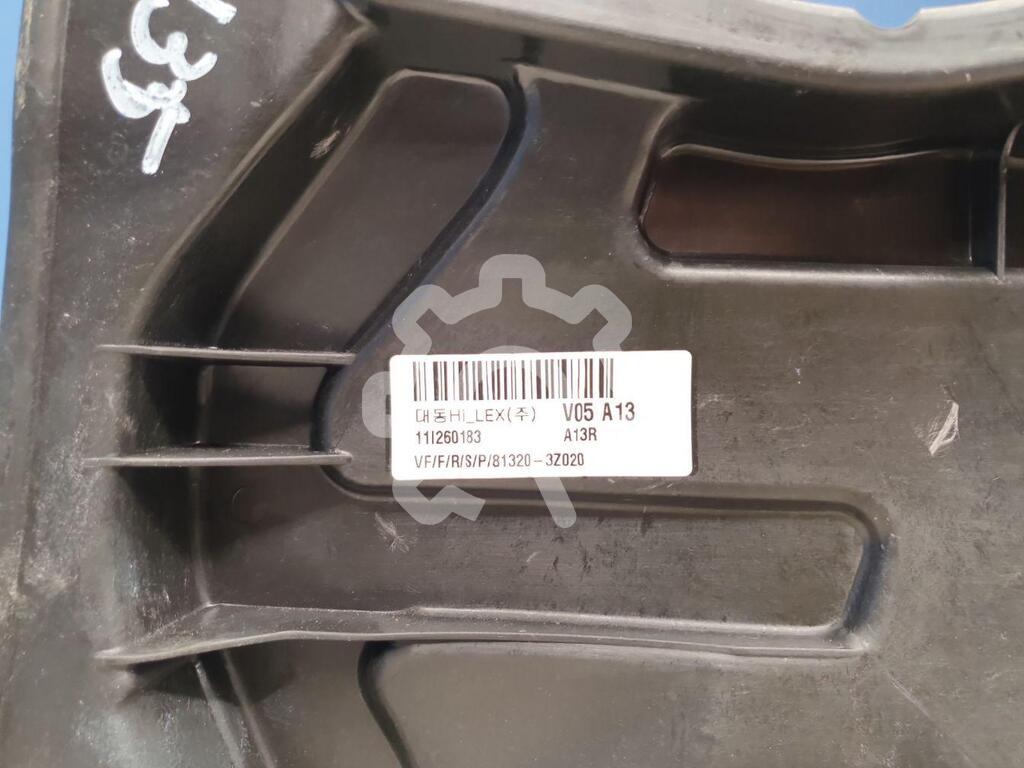 대동HI_LEX(주) V05 A13
11I260183 A13R
VF/F/R/S/P/81320-3Z020